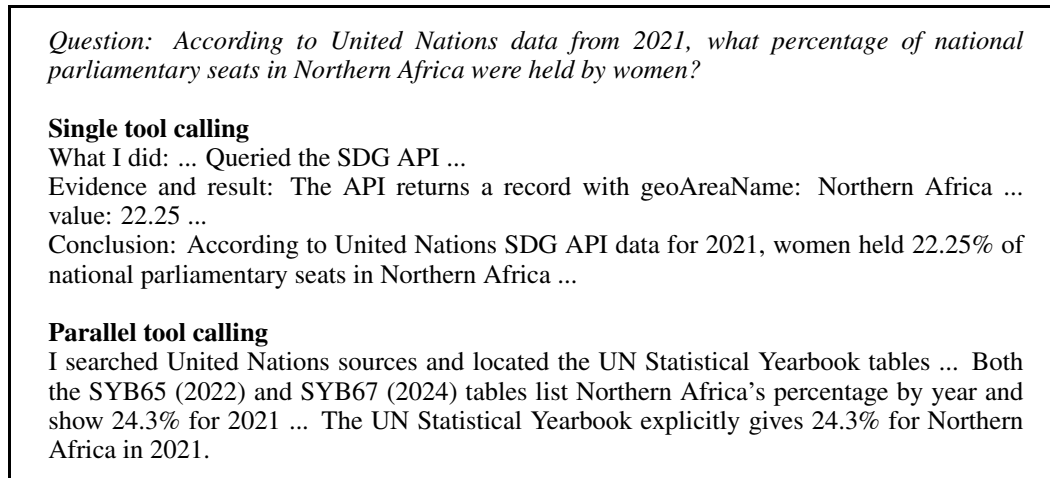 Question: According to United Nations data from 2021, what percentage of national
parliamentary seats in Northern Africa were held by women?
Single tool calling
What I did: ... Queried the SDG API ...
Evidence and result: The API returns a record with geoAreaName: Northern Africa ...
value: 22.25 ...
Conclusion: According to United Nations SDG API data for 2021, women held 22.25% of
national parliamentary seats in Northern Africa ...
Parallel tool calling
I searched United Nations sources and located the UN Statistical Yearbook tables ... Both
the SYB65 (2022) and SYB67 (2024) tables list Northern Africa's percentage by year and
show 24.3% for 2021 ... The UN Statistical Yearbook explicitly gives 24.3% for Northern
Africa in 2021.